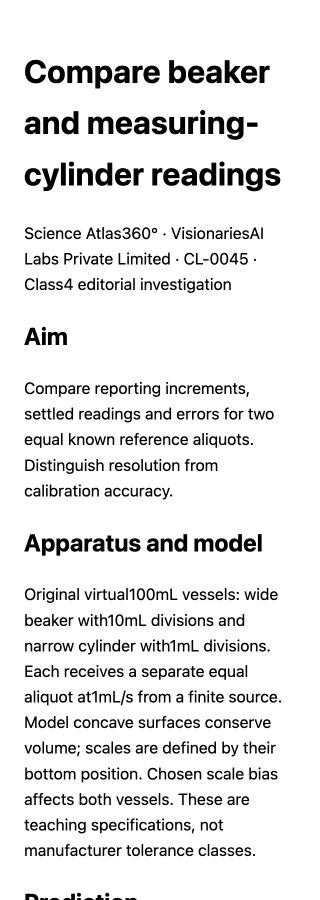 Compare beaker
and measuring-
cylinder readings
Science Atlas360° · VisionariesAI
Labs Private Limited · CL-0045 ·
Class4 editorial investigation
Aim
Compare reporting increments,
settled readings and errors for two
equal known reference aliquots.
Distinguish resolution from
calibration accuracy.
Apparatus and model
Original virtual100mL vessels: wide
beaker with10mL divisions and
narrow cylinder with1mL divisions.
Each receives a separate equal
aliquot at1mL/s from a finite source.
Model concave surfaces conserve
volume; scales are defined by their
bottom position. Chosen scale bias
affects both vessels. These are
teaching specifications, not
manufacturer tolerance classes.
Prediction